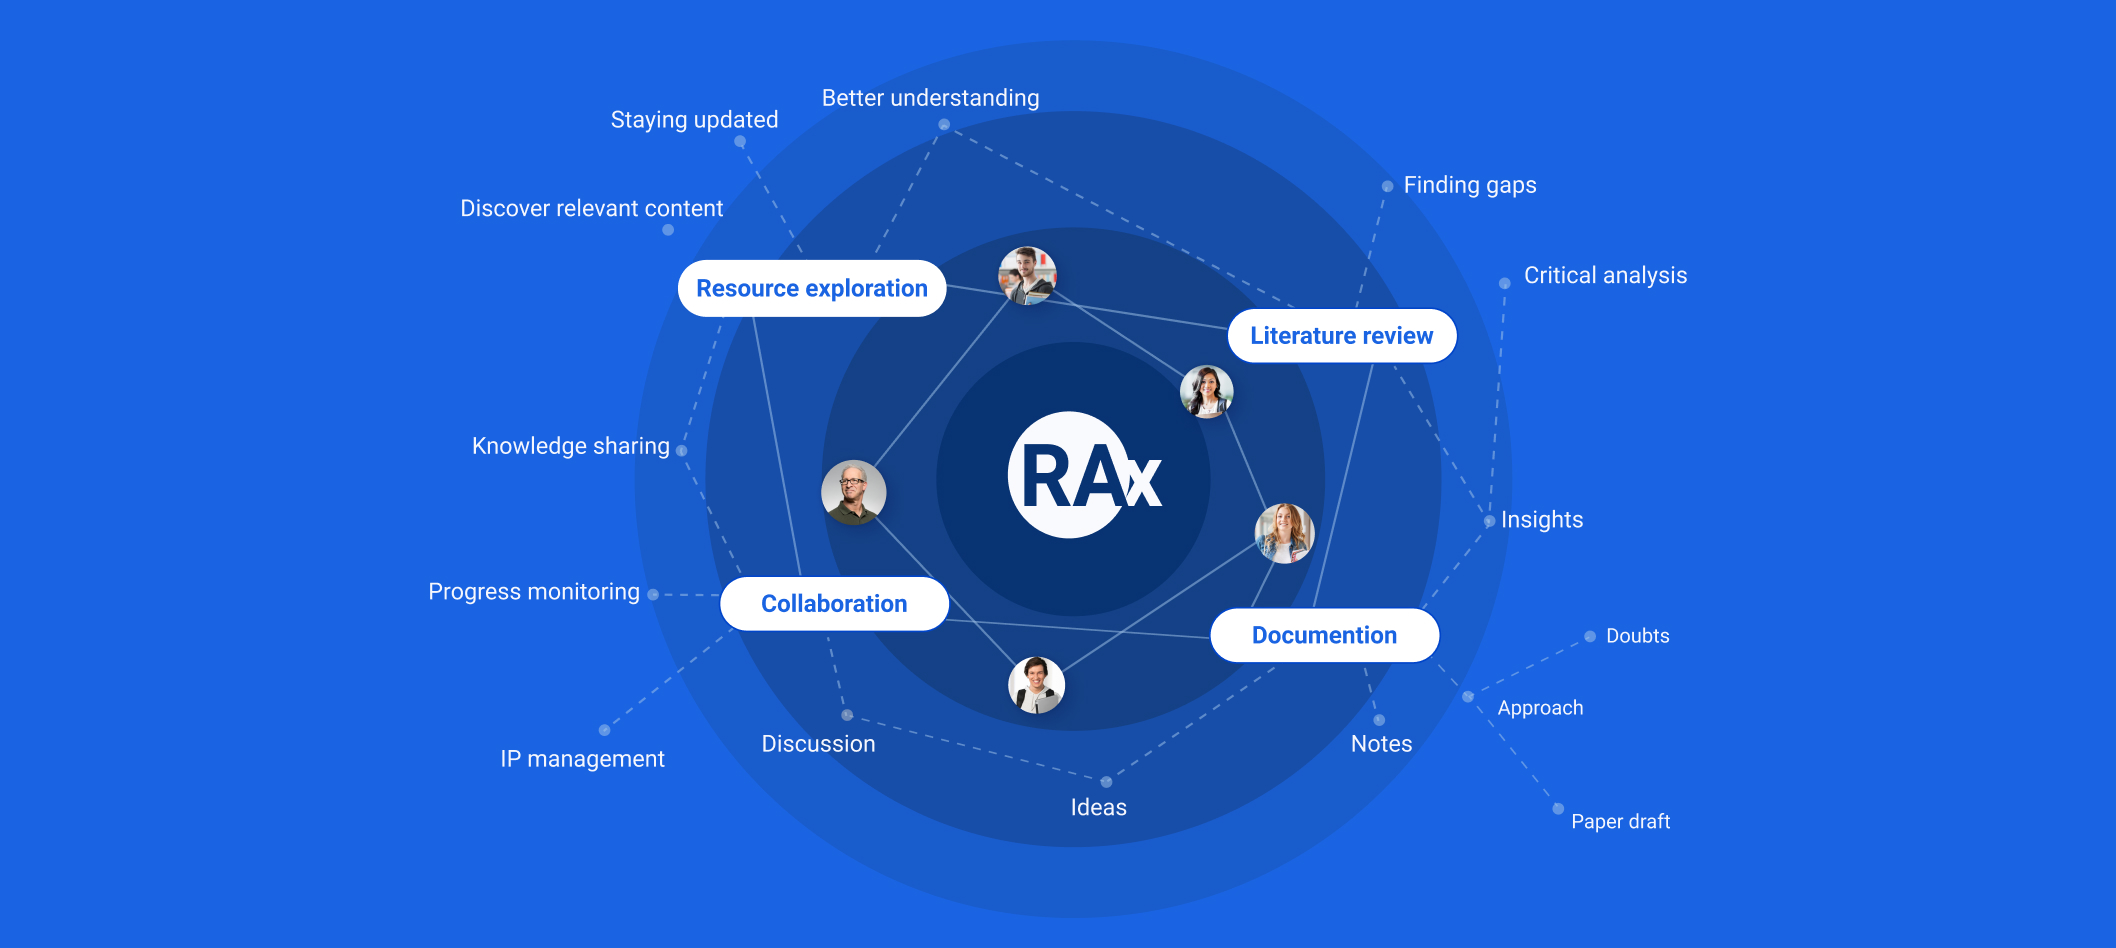 Better understanding
Staying updated
Finding gaps
Discover relevant content
Critical analysis
Resource exploration
Literature review
Knowledge sharing
RAx
Insights
Progress monitoring
Collaboration
Documention
Doubts
Approach
Discussion
Notes
IP management
Ideas
Paper draft